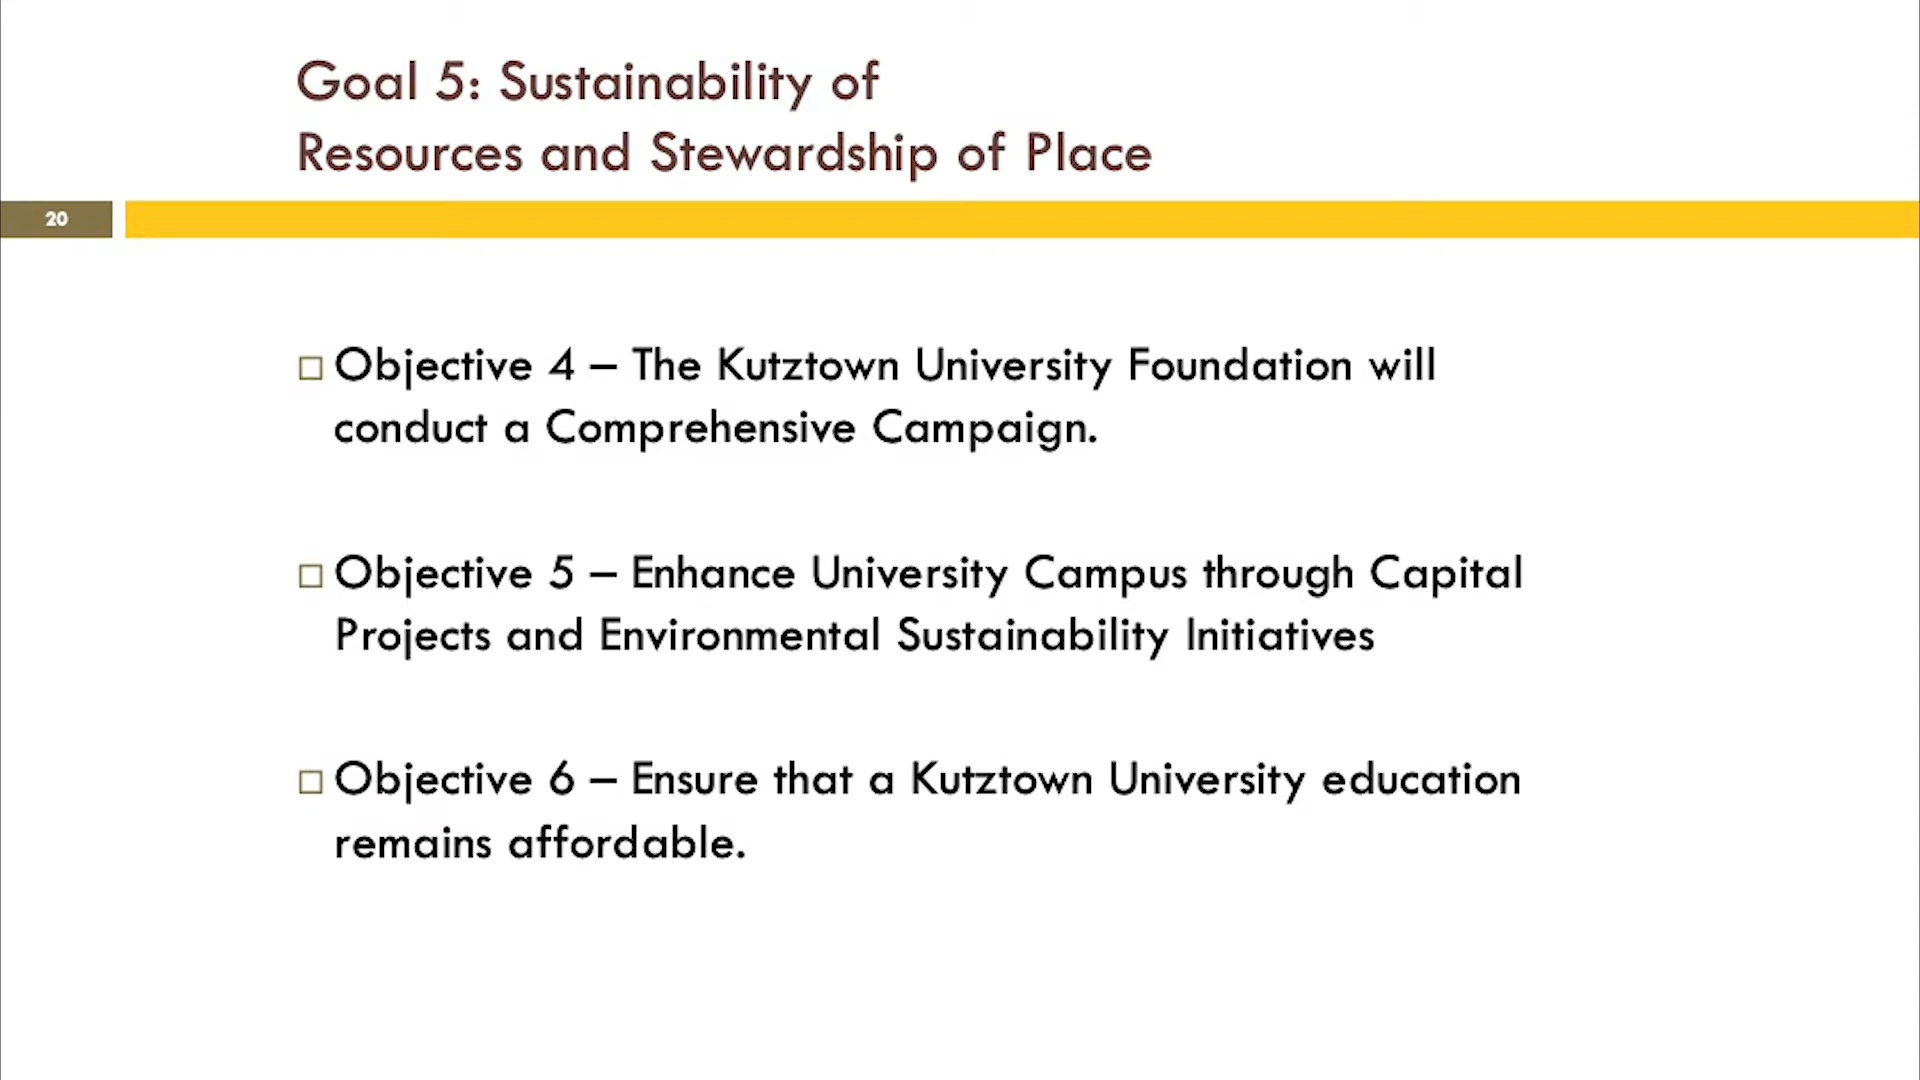 Goal 5: Sustainability of
Resources and Stewardship of Place
20
Objective 4 – The Kutztown University Foundation will
conduct a Comprehensive Campaign.
Objective 5 – Enhance University Campus through Capital
Projects and Environmental Sustainability Initiatives
Objective 6 – Ensure that a Kutztown University education
remains affordable.